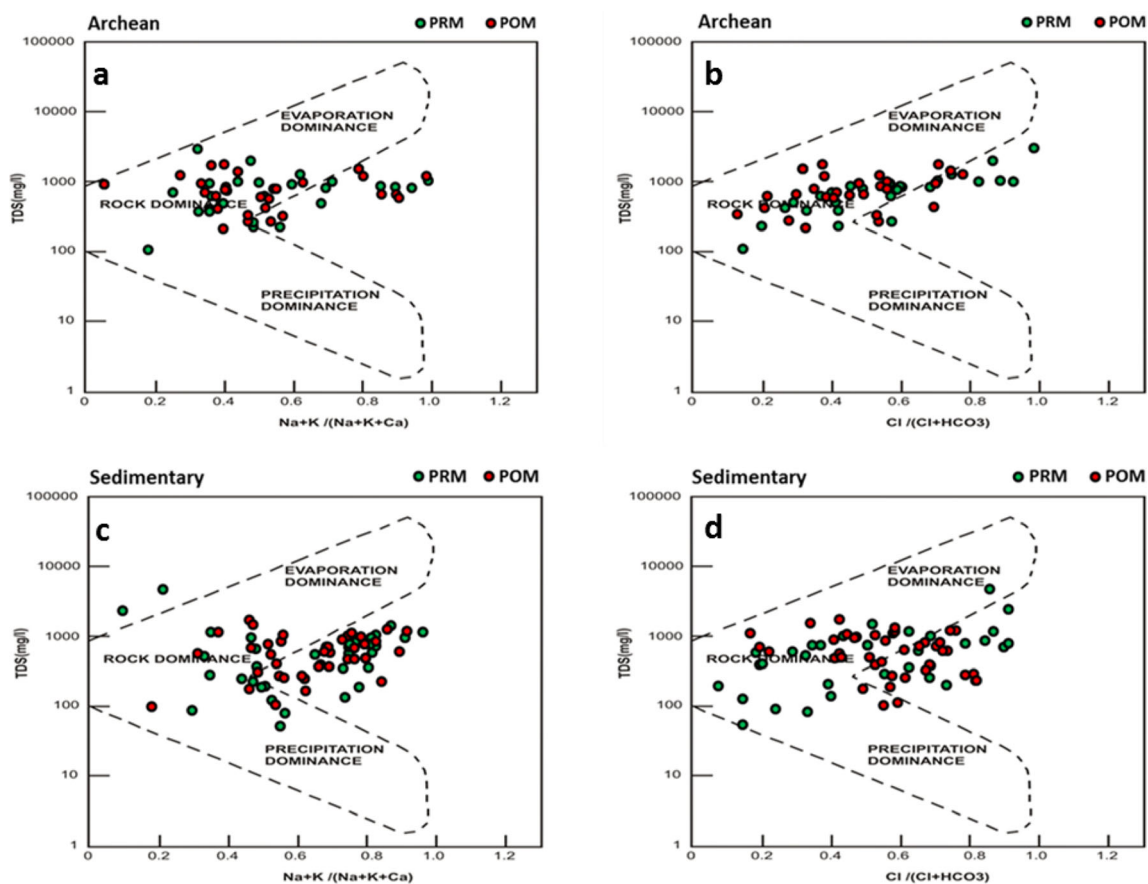 Archean PRM POM
a
100000
10000
1000
100
10
1
TDS(mg/l)
EVAPORATION
DOMINANCE
ROCK DOMINANCE
PRECIPITATION
DOMINANCE
0 0.2 0.4 0.6 0.8 1.0 1.2
Na+K /(Na+K+Ca)
Archean PRM POM
b
100000
10000
1000
100
10
1
TDS(mg/l)
EVAPORATION
DOMINANCE
ROCK DOMINANCE
PRECIPITATION
DOMINANCE
0 0.2 0.4 0.6 0.8 1.0 1.2
Cl /(Cl+HCO3)
Sedimentary PRM POM
c
100000
10000
1000
100
10
1
TDS(mg/l)
EVAPORATION
DOMINANCE
ROCK DOMINANCE
PRECIPITATION
DOMINANCE
0 0.2 0.4 0.6 0.8 1.0 1.2
Na+K /(Na+K+Ca)
Sedimentary PRM POM
d
100000
10000
1000
100
10
1
TDS(mg/l)
EVAPORATION
DOMINANCE
ROCK DOMINANCE
PRECIPITATION
DOMINANCE
0 0.2 0.4 0.6 0.8 1.0 1.2
Cl /(Cl+HCO3)